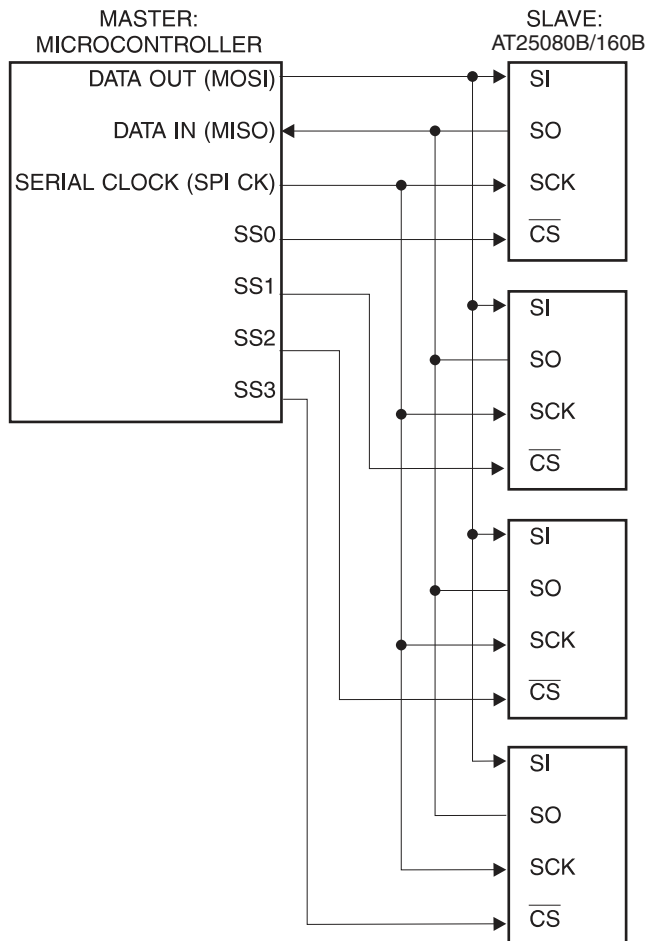 MASTER:
MICROCONTROLLER
SLAVE:
AT25080B/160B
DATA OUT (MOSI)
DATA IN (MISO)
SERIAL CLOCK (SPI CK)
SS0
SS1
SS2
SS3
SI
SO
SCK
CS
SI
SO
SCK
CS
SI
SO
SCK
CS
SI
SO
SCK
CS